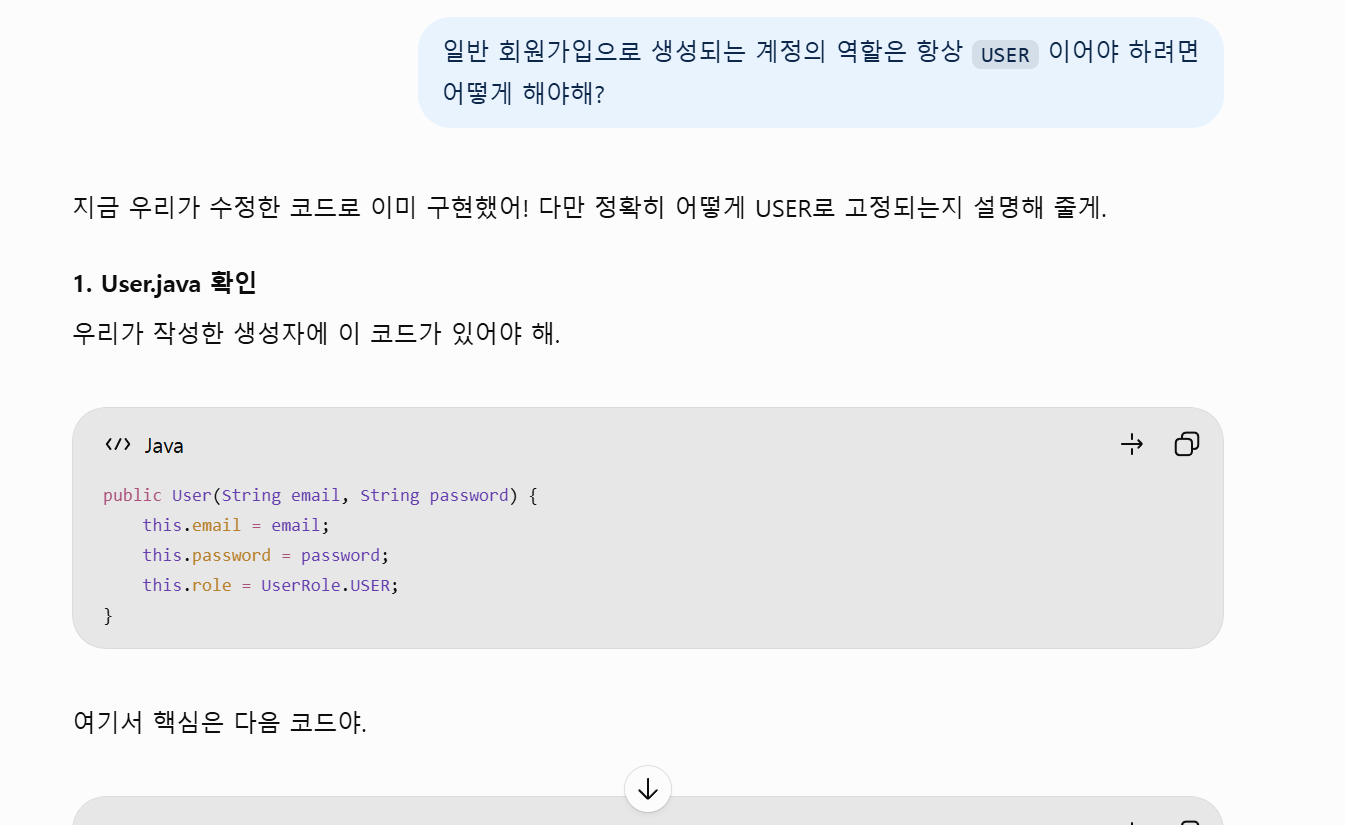 일반 회원가입으로 생성되는 계정의 역할은 항상 USER 이어야 하려면
어떻게 해야해?
지금 우리가 수정한 코드로 이미 구현했어! 다만 정확히 어떻게 USER로 고정되는지 설명해 줄게.
1. User.java 확인
우리가 작성한 생성자에 이 코드가 있어야 해.
</> Java
public User(String email, String password) {
    this.email = email;
    this.password = password;
    this.role = UserRole.USER;
}
여기서 핵심은 다음 코드야.